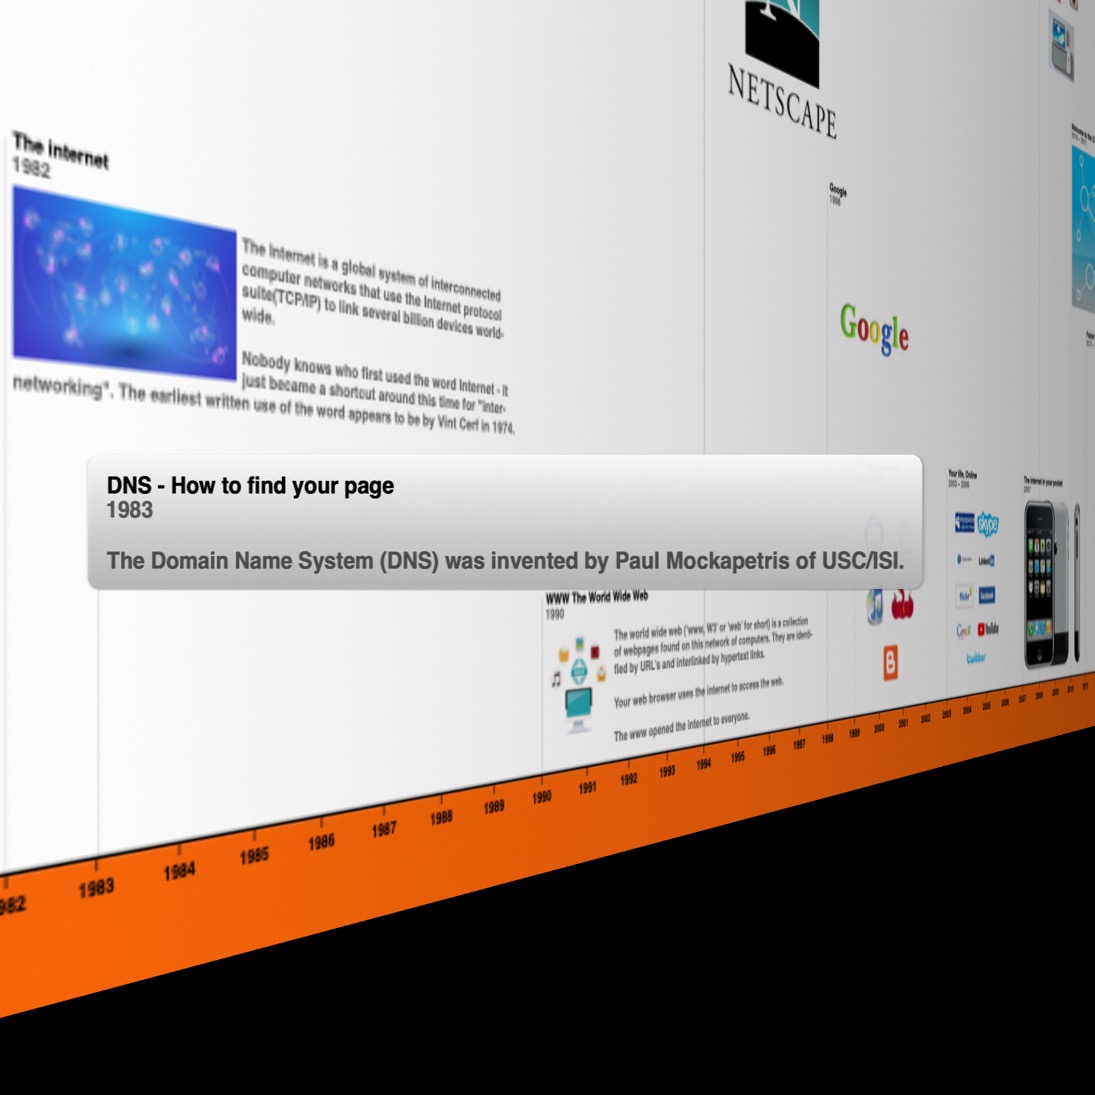 NETSCAPE
The internet
1982
The Internet is a global system of interconnected
computer networks that use the Internet protocol
suite(TCP/IP) to link several billion devices world-
wide.
Nobody knows who first used the word Internet - it
just became a shortcut around this time for "inter-
networking". The earliest written use of the word appears to be by Vint Cerf in 1974.
Google
1998
Google
DNS - How to find your page
1983
The Domain Name System (DNS) was invented by Paul Mockapetris of USC/ISI.
Your life, Online
2003 - 2006
skype
LinkedIn
flickr
facebook
Gmail
YouTube
twitter
The internet in your pocket
2007
WWW The World Wide Web
1990
The world wide web ('www, W3' or 'web' for short) is a collection
of webpages found on this network of computers. They are identi-
fied by URL's and interlinked by hypertext links.
Your web browser uses the internet to access the web.
The www opened the internet to everyone.
982 1983 1984 1985 1986 1987 1988 1989 1990 1991 1992 1993 1994 1995 1996 1997 1998 1999 2000 2001 2002 2003 2004 2005 2006 2007 2008 2009 2010 2011